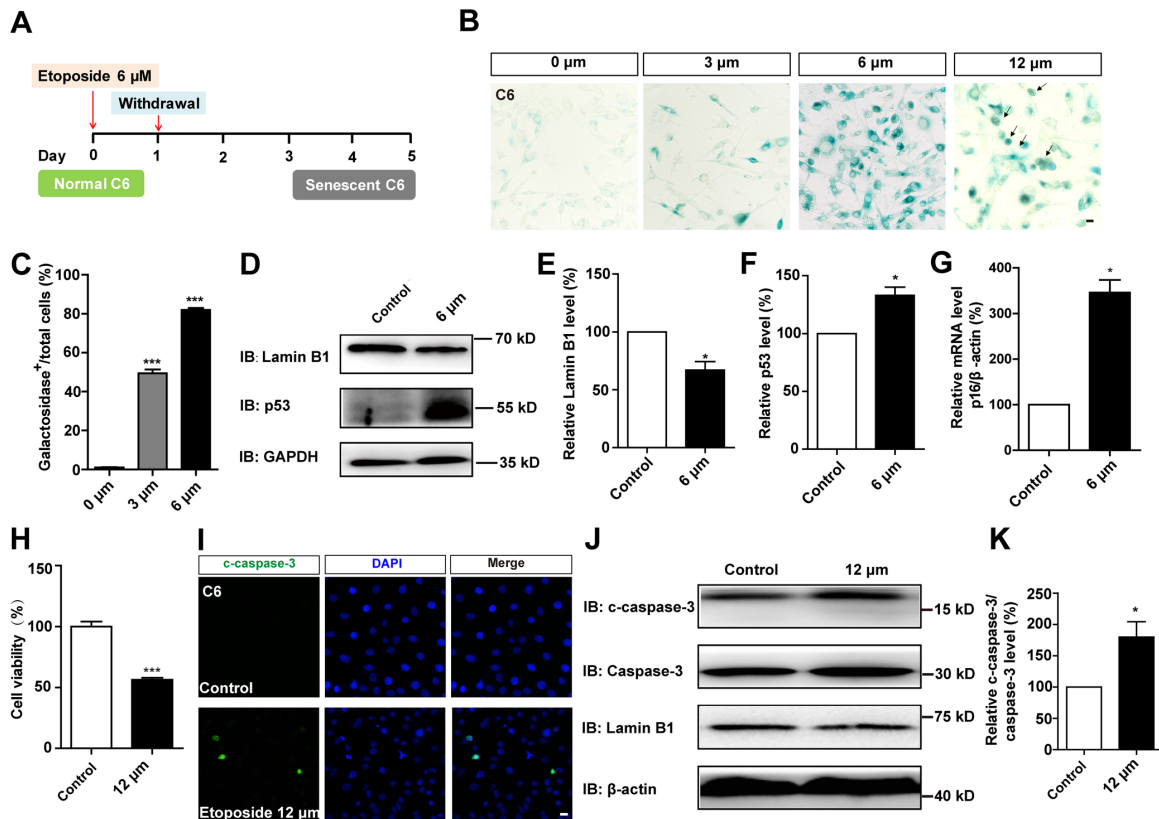 A
Etoposide 6 µM
Withdrawal
Day 0 1 2 3 4 5
Normal C6 Senescent C6
B
0 µm 3 µm 6 µm 12 µm
C6
C
Galactosidase⁺/total cells (%)
100
80
60
40
20
0
***
***
0 µm 3 µm 6 µm
D
Control 6 µm
70 kD
IB: Lamin B1
IB: p53
55 kD
IB: GAPDH
35 kD
E
Relative Lamin B1 level (%)
150
100
50
0
*
Control 6 µm
F
Relative p53 level (%)
150
100
50
0
*
Control 6 µm
G
Relative mRNA level
p16/β -actin (%)
400
300
200
100
0
*
Control 6 µm
H
Cell viability (%)
150
100
50
0
***
Control 12 µm
I
c-caspase-3 DAPI Merge
C6
Control
Etoposide 12 µm
J
Control 12 µm
IB: c-caspase-3
15 kD
IB: Caspase-3
30 kD
75 kD
IB: Lamin B1
IB: β-actin
40 kD
K
Relative c-caspase-3/
caspase-3 level (%)
250
200
150
100
50
0
*
Control 12 µm